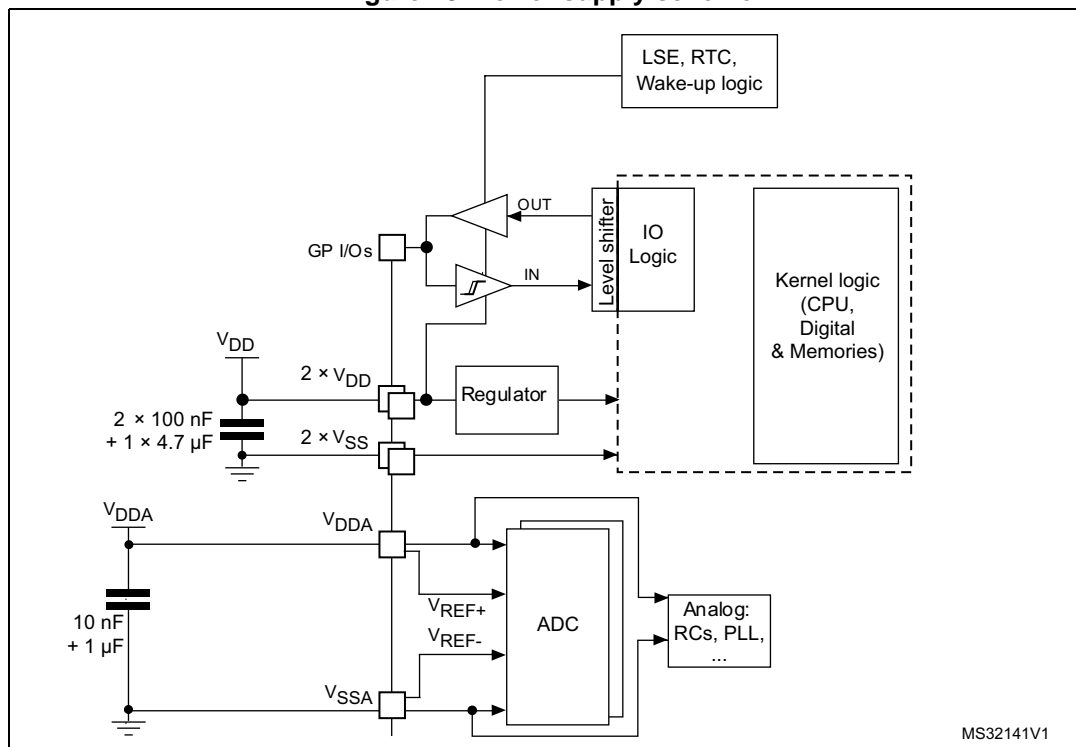 LSE, RTC,
Wake-up logic
OUT
Level shifter
IO
Logic
GP I/Os
IN
Kernel logic
(CPU,
Digital
& Memories)
VDD
2 × VDD
Regulator
2 × 100 nF
+ 1 × 4.7 μF
2 × VSS
VDDA
VDDA
VREF+
ADC
Analog:
RCs, PLL,
...
10 nF
+ 1 μF
VREF-
VSSA
MS32141V1